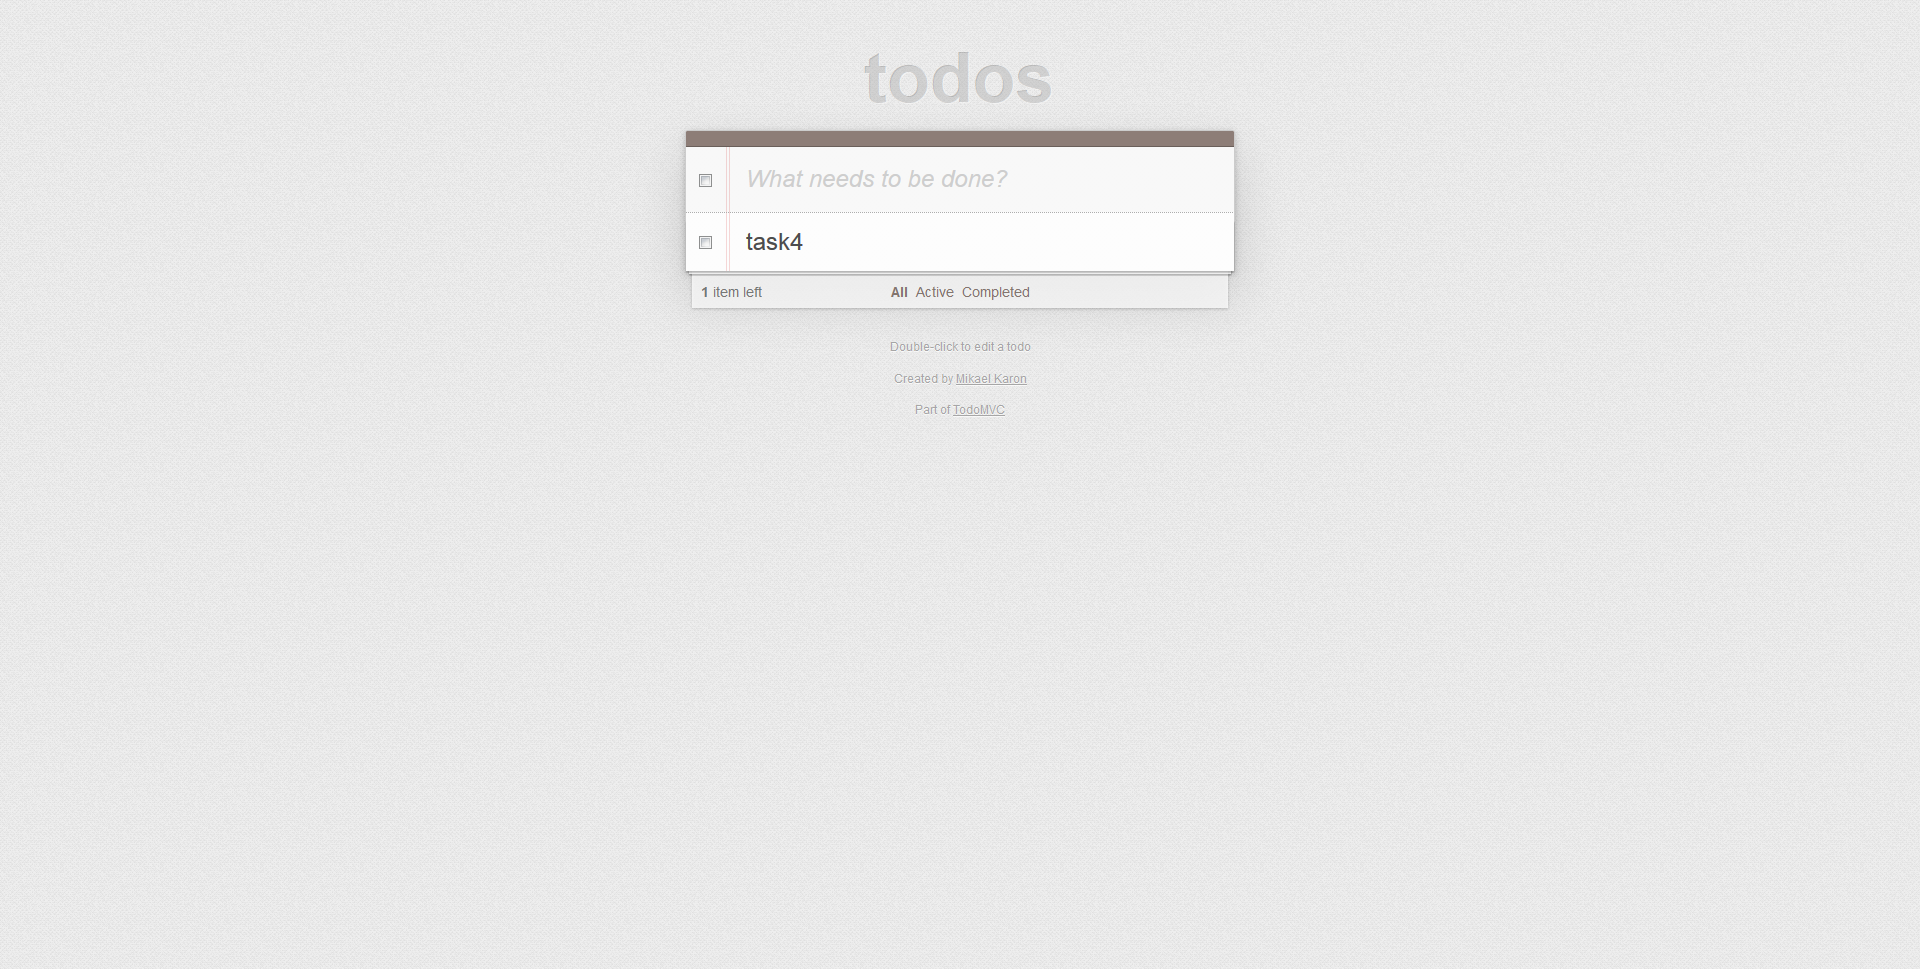 todos
What needs to be done?
task4
1 item left All Active Completed
Double-click to edit a todo
Created by Mikael Karon
Part of TodoMVC